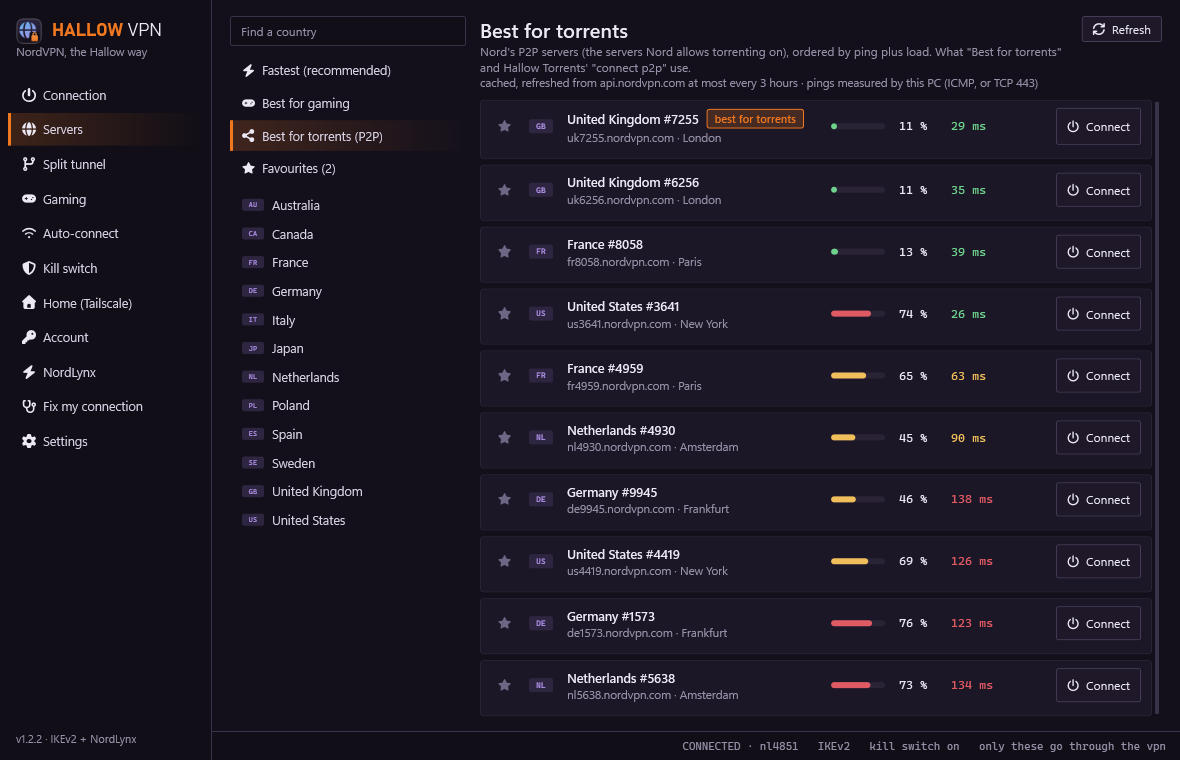 HALLOW VPN
NordVPN, the Hallow way
Connection
Servers
Split tunnel
Gaming
Auto-connect
Kill switch
Home (Tailscale)
Account
NordLynx
Fix my connection
Settings
v1.2.2 · IKEv2 + NordLynx
Find a country
Fastest (recommended)
Best for gaming
Best for torrents (P2P)
Favourites (2)
AU Australia
CA Canada
FR France
DE Germany
IT Italy
JP Japan
NL Netherlands
PL Poland
ES Spain
SE Sweden
GB United Kingdom
US United States
Best for torrents
Refresh
Nord's P2P servers (the servers Nord allows torrenting on), ordered by ping plus load. What "Best for torrents"
and Hallow Torrents' "connect p2p" use.
cached, refreshed from api.nordvpn.com at most every 3 hours · pings measured by this PC (ICMP, or TCP 443)
GB United Kingdom #7255 best for torrents 11 % 29 ms Connect
uk7255.nordvpn.com · London
GB United Kingdom #6256 11 % 35 ms Connect
uk6256.nordvpn.com · London
FR France #8058 13 % 39 ms Connect
fr8058.nordvpn.com · Paris
US United States #3641 74 % 26 ms Connect
us3641.nordvpn.com · New York
FR France #4959 65 % 63 ms Connect
fr4959.nordvpn.com · Paris
NL Netherlands #4930 45 % 90 ms Connect
nl4930.nordvpn.com · Amsterdam
DE Germany #9945 46 % 138 ms Connect
de9945.nordvpn.com · Frankfurt
US United States #4419 69 % 126 ms Connect
us4419.nordvpn.com · New York
DE Germany #1573 76 % 123 ms Connect
de1573.nordvpn.com · Frankfurt
NL Netherlands #5638 73 % 134 ms Connect
nl5638.nordvpn.com · Amsterdam
CONNECTED · nl4851 IKEv2 kill switch on only these go through the vpn